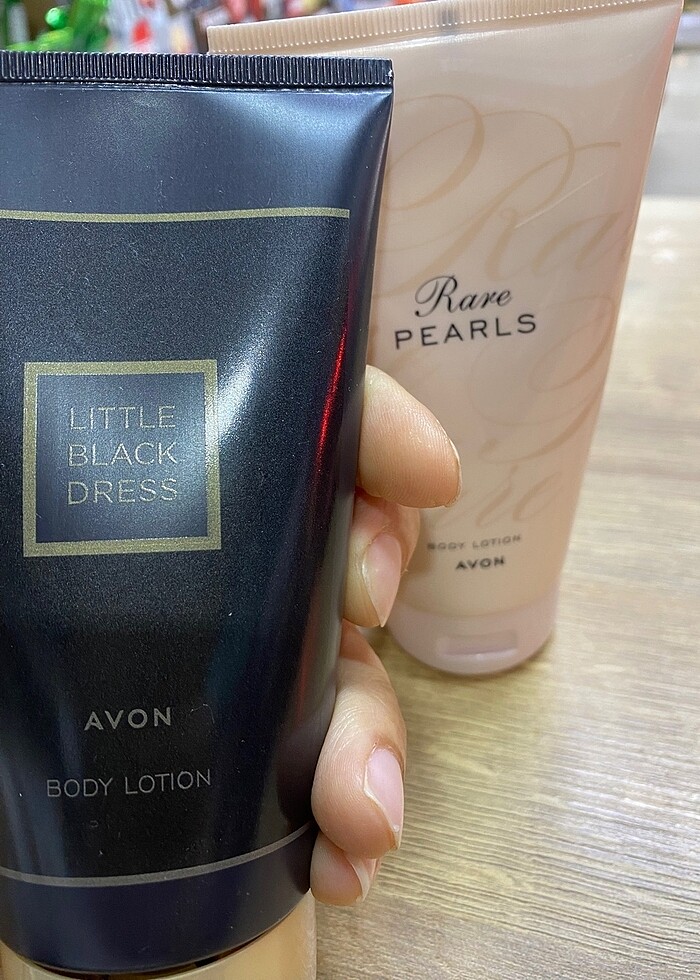 LITTLE
BLACK
DRESS
AVON
BODY LOTION
Rare
PEARLS
BODY LOTION
AVON